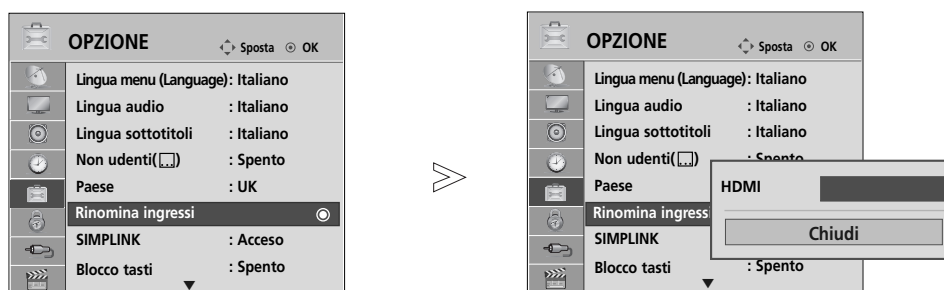 OPZIONE
Sposta OK
Lingua menu (Language) : Italiano
Lingua audio : Italiano
Lingua sottotitoli : Italiano
Non udenti( ) : Spento
Paese : UK
Rinomina ingressi
SIMPLINK : Acceso
Blocco tasti : Spento
OPZIONE
Sposta OK
Lingua menu (Language) : Italiano
Lingua audio : Italiano
Lingua sottotitoli : Italiano
Non udenti( ) : Spento
Paese
Rinomina ingressi
SIMPLINK
Blocco tasti : Spento
HDMI
Chiudi